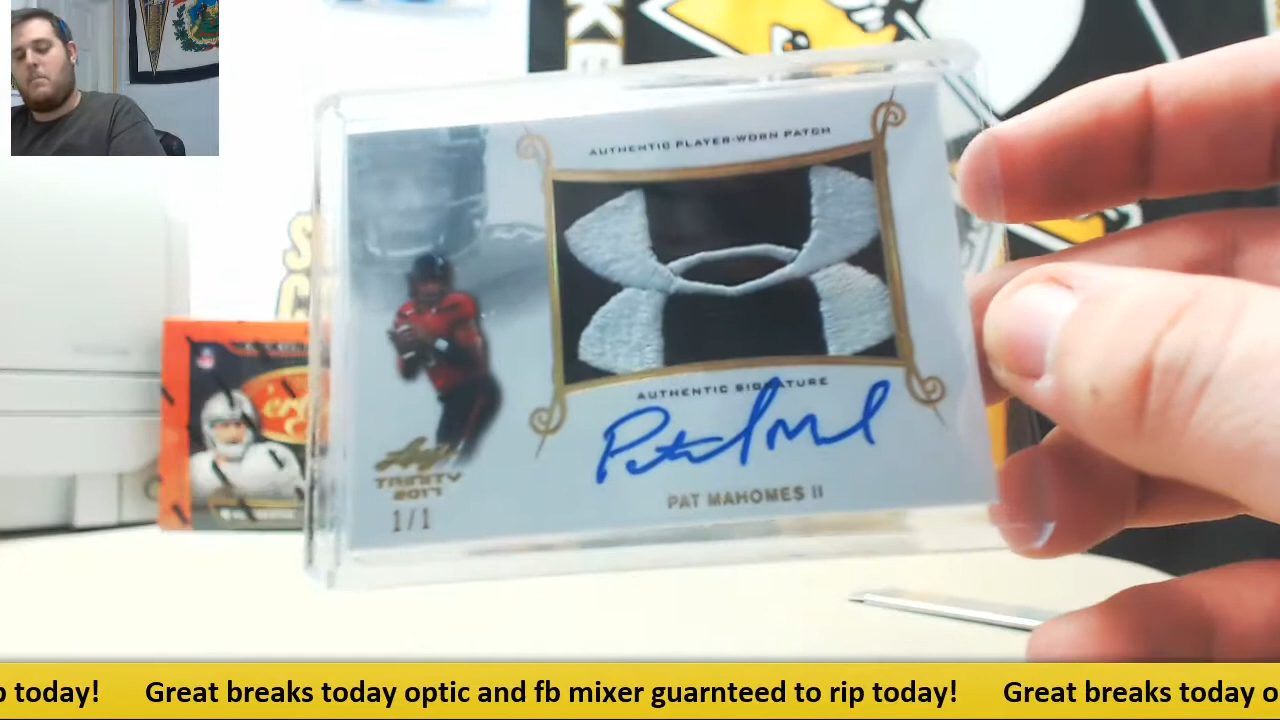 KE
AUTHENTIC PLAYER-WORN PATCH
AUTHENTIC SIGNATURE
Leaf
TRINITY
2017
1/1
PAT MAHOMES II
p today! Great breaks today optic and fb mixer guarnteed to rip today! Great breaks today o